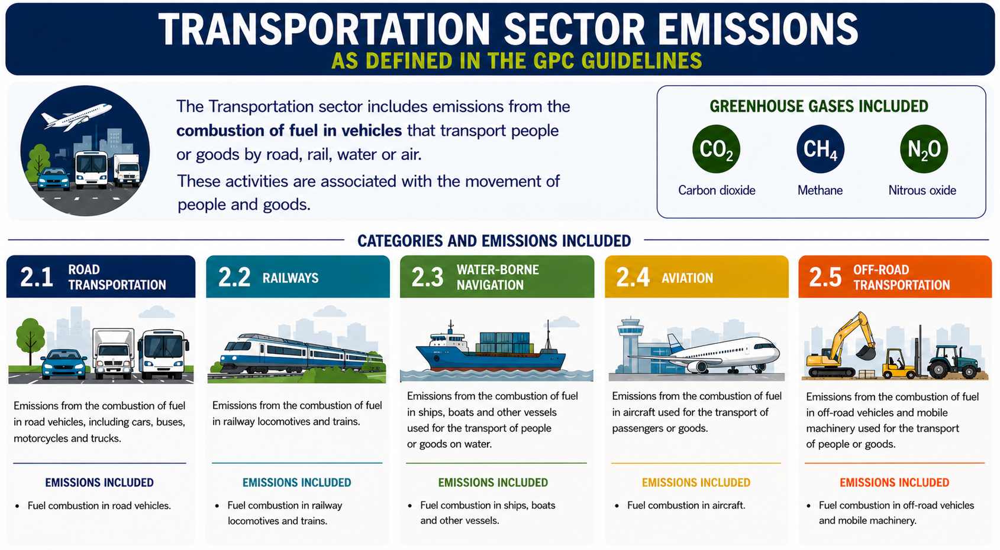 TRANSPORTATION SECTOR EMISSIONS
AS DEFINED IN THE GPC GUIDELINES
The Transportation sector includes emissions from the
combustion of fuel in vehicles that transport people
or goods by road, rail, water or air.
These activities are associated with the movement of
people and goods.
GREENHOUSE GASES INCLUDED
CO₂
Carbon dioxide
CH₄
Methane
N₂O
Nitrous oxide
CATEGORIES AND EMISSIONS INCLUDED
2.1 ROAD
TRANSPORTATION
Emissions from the combustion of fuel
in road vehicles, including cars, buses,
motorcycles and trucks.
EMISSIONS INCLUDED
• Fuel combustion in road vehicles.
2.2 RAILWAYS
Emissions from the combustion of fuel
in railway locomotives and trains.
EMISSIONS INCLUDED
• Fuel combustion in railway
locomotives and trains.
2.3 WATER-BORNE
NAVIGATION
Emissions from the combustion of fuel
in ships, boats and other vessels
used for the transport of people
or goods on water.
EMISSIONS INCLUDED
• Fuel combustion in ships, boats
and other vessels.
2.4 AVIATION
Emissions from the combustion of fuel
in aircraft used for the transport of
passengers or goods.
EMISSIONS INCLUDED
• Fuel combustion in aircraft.
2.5 OFF-ROAD
TRANSPORTATION
Emissions from the combustion of fuel
in off-road vehicles and mobile
machinery used for the transport
of people or goods.
EMISSIONS INCLUDED
• Fuel combustion in off-road vehicles
and mobile machinery.